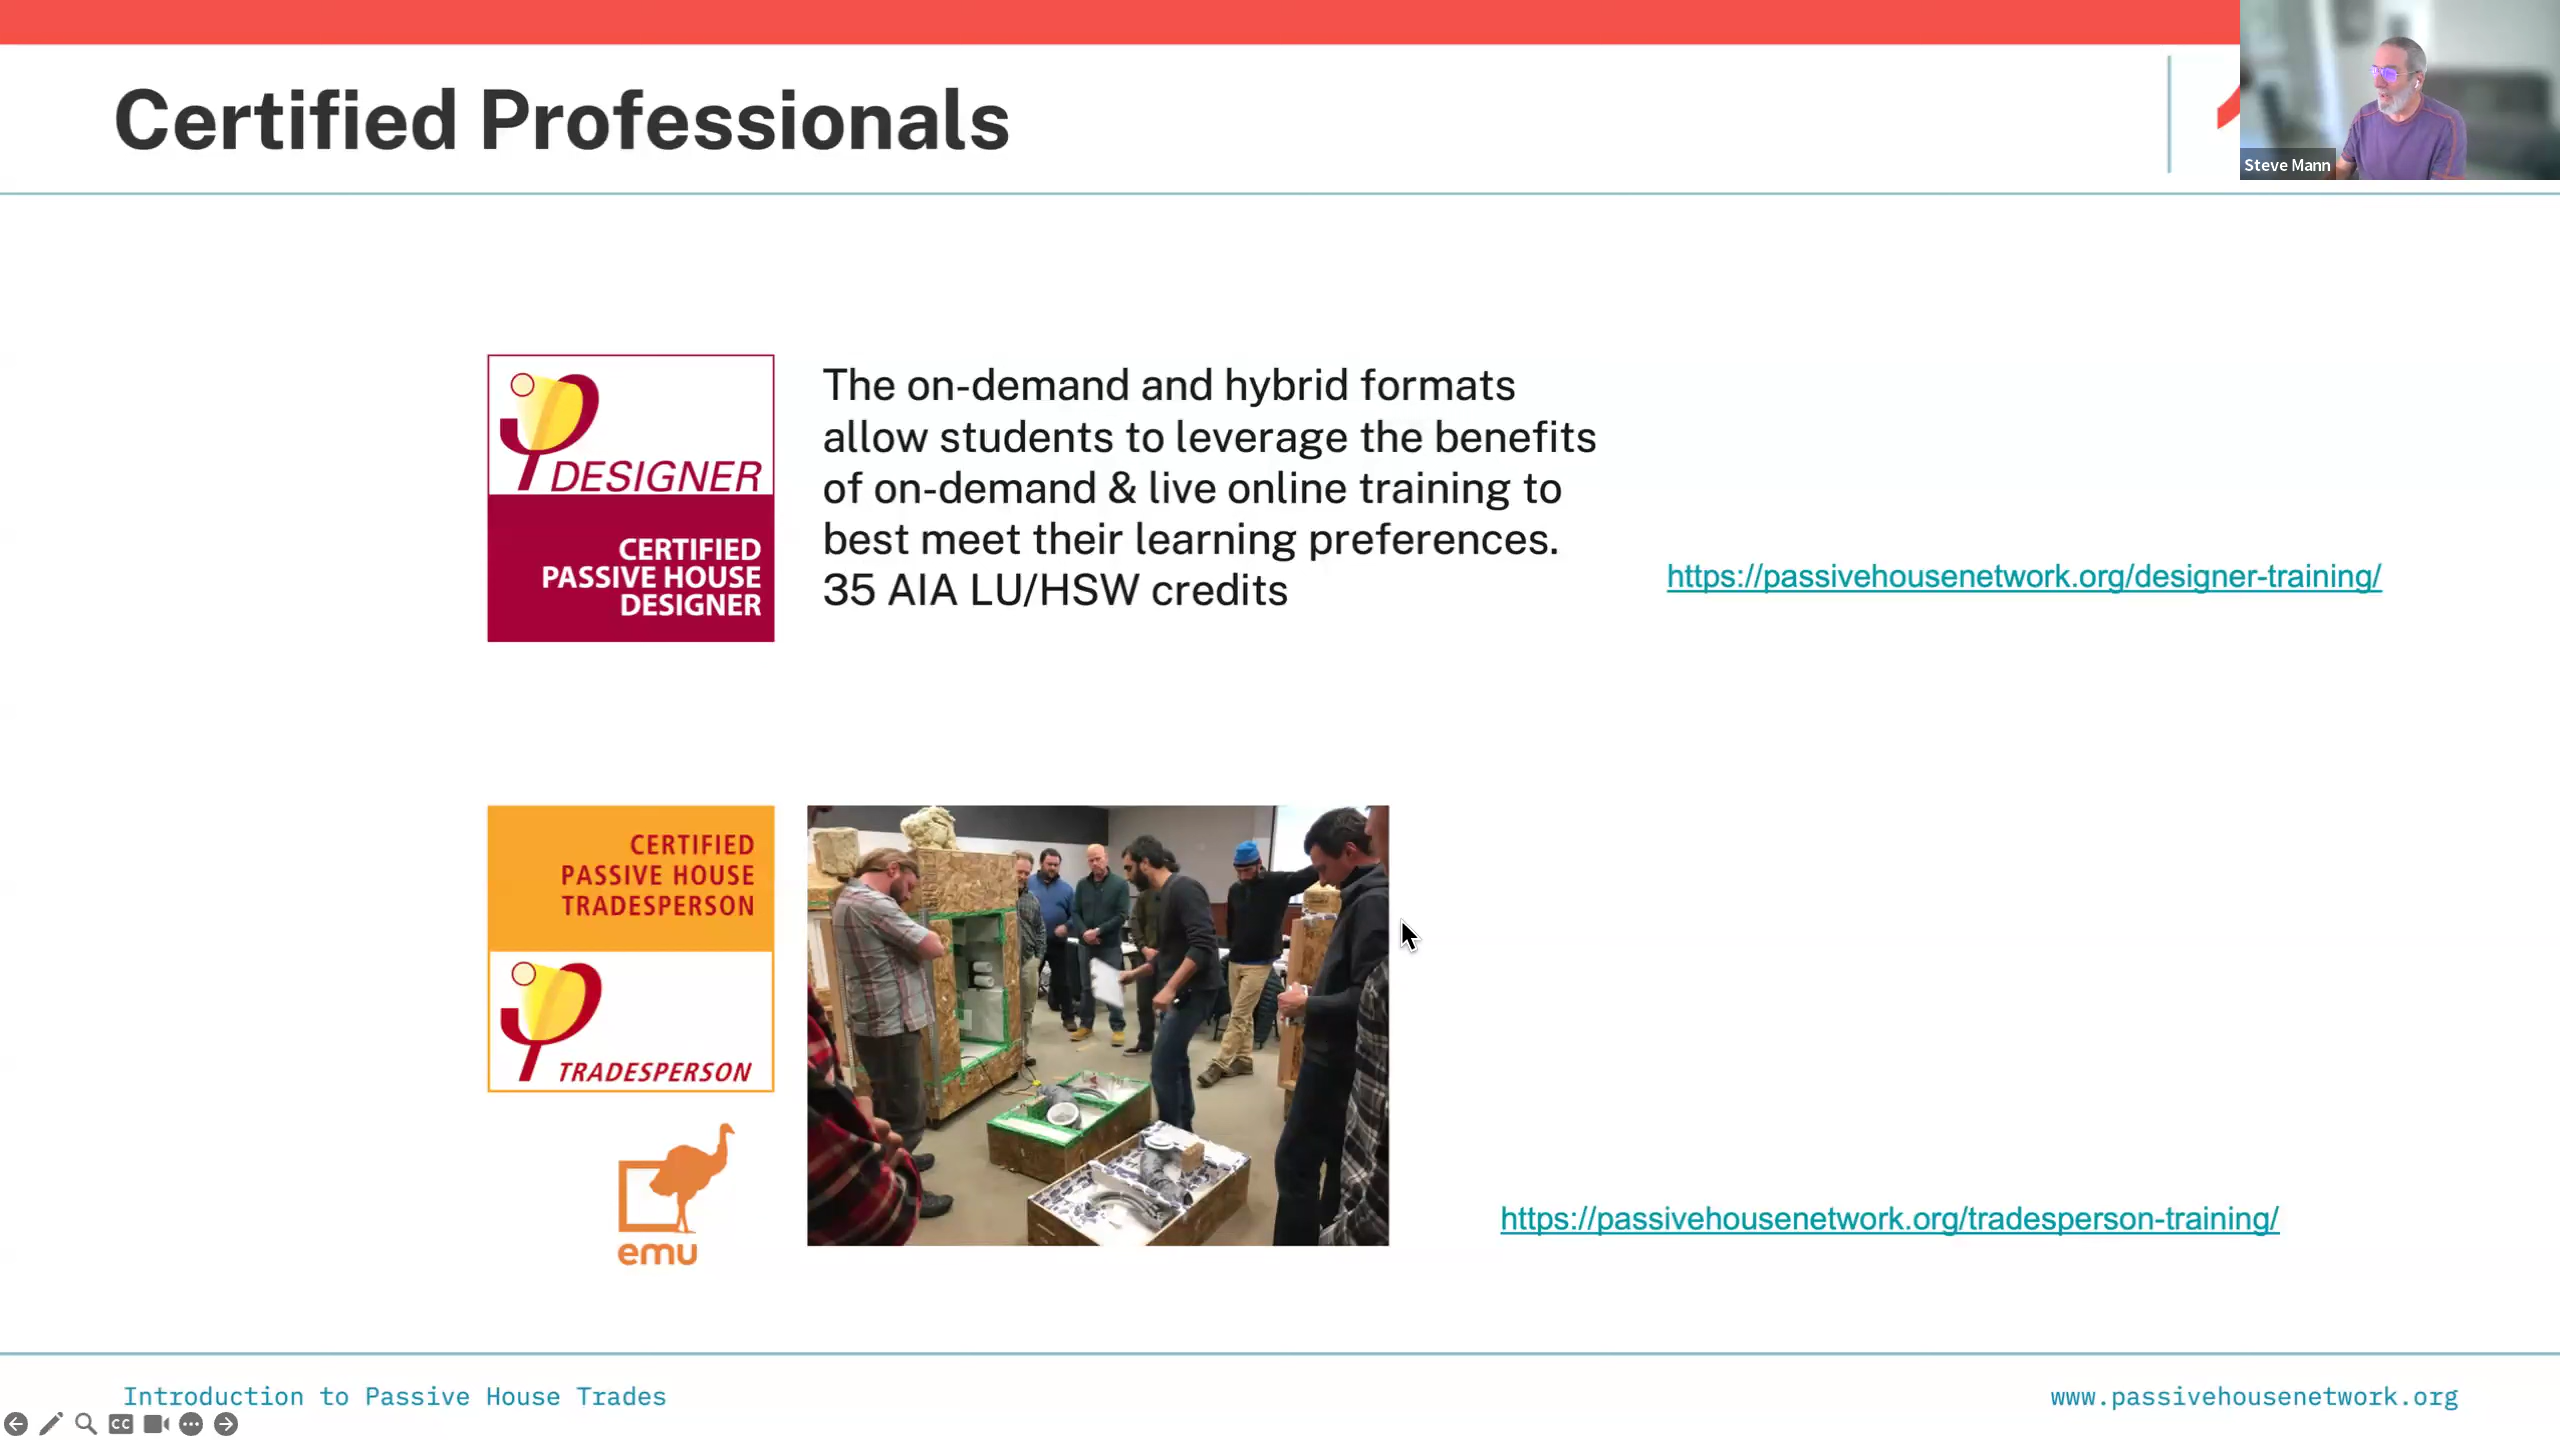 Certified Professionals
Steve Mann
DESIGNER
CERTIFIED
PASSIVE HOUSE
DESIGNER
The on-demand and hybrid formats
allow students to leverage the benefits
of on-demand & live online training to
best meet their learning preferences.
35 AIA LU/HSW credits
https://passivehousenetwork.org/designer-training/
CERTIFIED
PASSIVE HOUSE
TRADESPERSON
TRADESPERSON
emu
https://passivehousenetwork.org/tradesperson-training/
Introduction to Passive House Trades
www.passivehousenetwork.org
CC